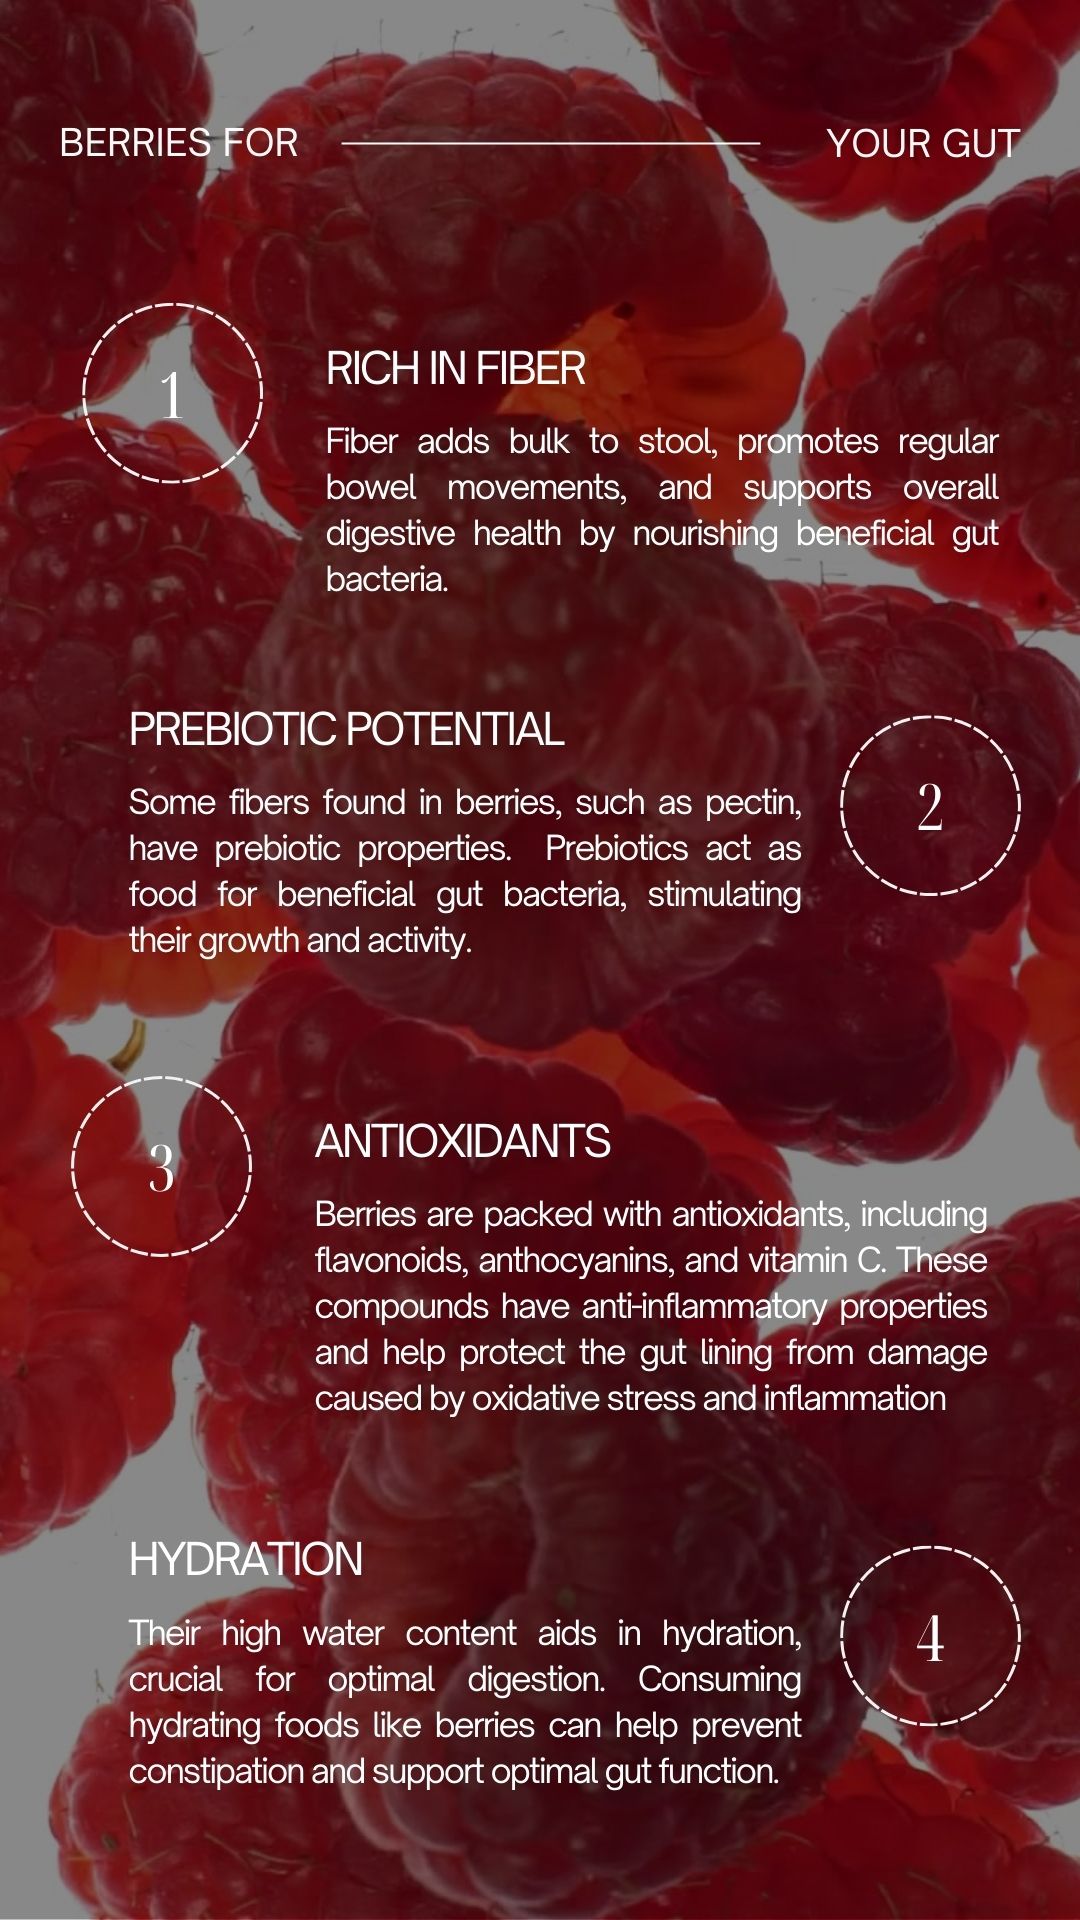 BERRIES FOR YOUR GUT
1
RICH IN FIBER
Fiber adds bulk to stool, promotes regular
bowel movements, and supports overall
digestive health by nourishing beneficial gut
bacteria.
PREBIOTIC POTENTIAL
2
Some fibers found in berries, such as pectin,
have prebiotic properties.  Prebiotics act as
food for beneficial gut bacteria, stimulating
their growth and activity.
3
ANTIOXIDANTS
Berries are packed with antioxidants, including
flavonoids, anthocyanins, and vitamin C. These
compounds have anti-inflammatory properties
and help protect the gut lining from damage
caused by oxidative stress and inflammation
HYDRATION
4
Their high water content aids in hydration,
crucial for optimal digestion. Consuming
hydrating foods like berries can help prevent
constipation and support optimal gut function.